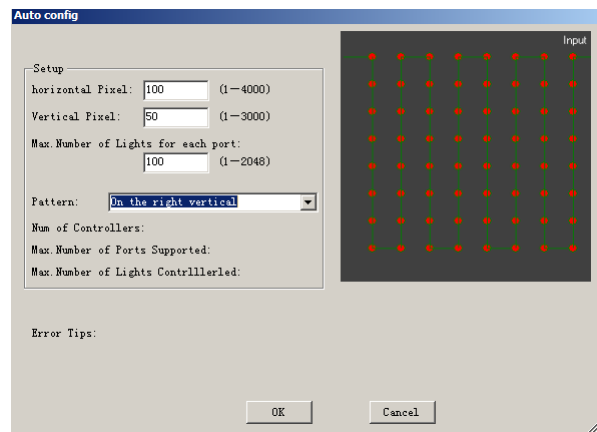 Auto config
Input
Setup
horizontal Pixel: 100 (1—4000)
Vertical Pixel: 50 (1—3000)
Max.Number of Lights for each port:
100 (1—2048)
Pattern: On the right vertical
Num of Controllers:
Max.Number of Ports Supported:
Max.Number of Lights Contrlllerled:
Error Tips:
OK Cancel